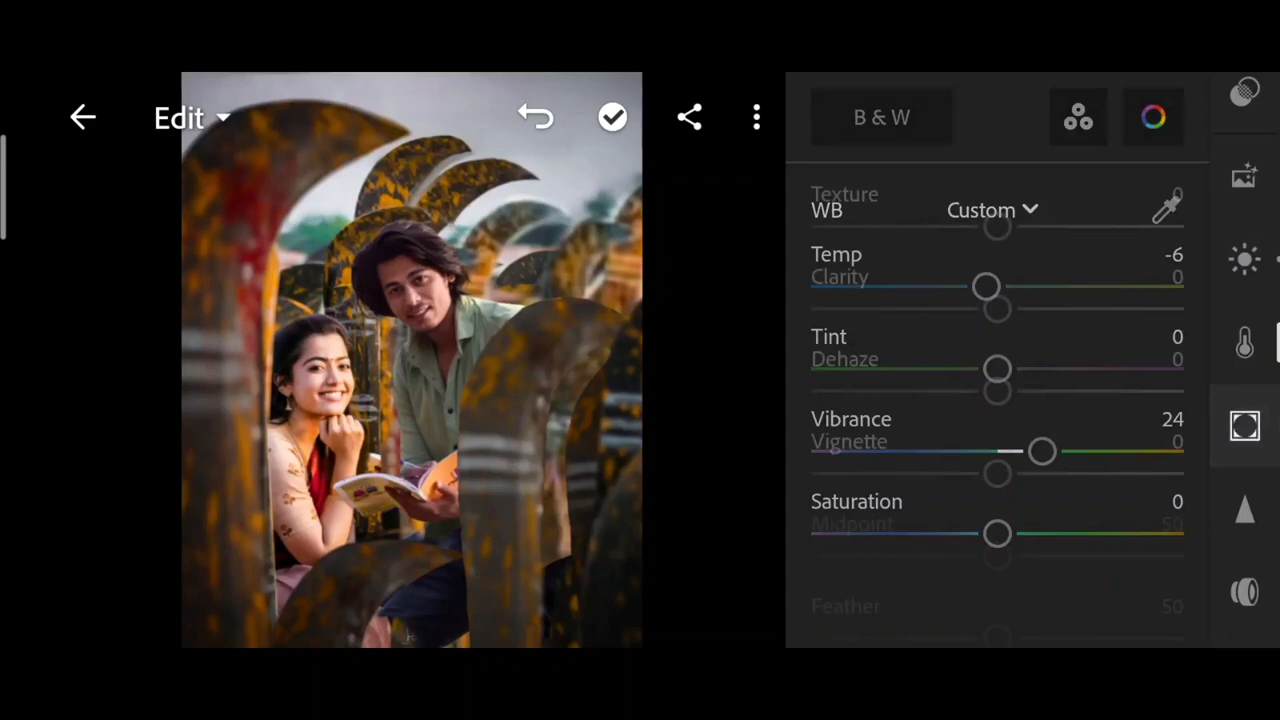 Edit
B & W
Texture 0
WB Custom
Temp -6
Clarity 0
Tint 0
Dehaze 0
Vibrance 24
Vignette 0
Saturation 0
Midpoint 50
Feather 50